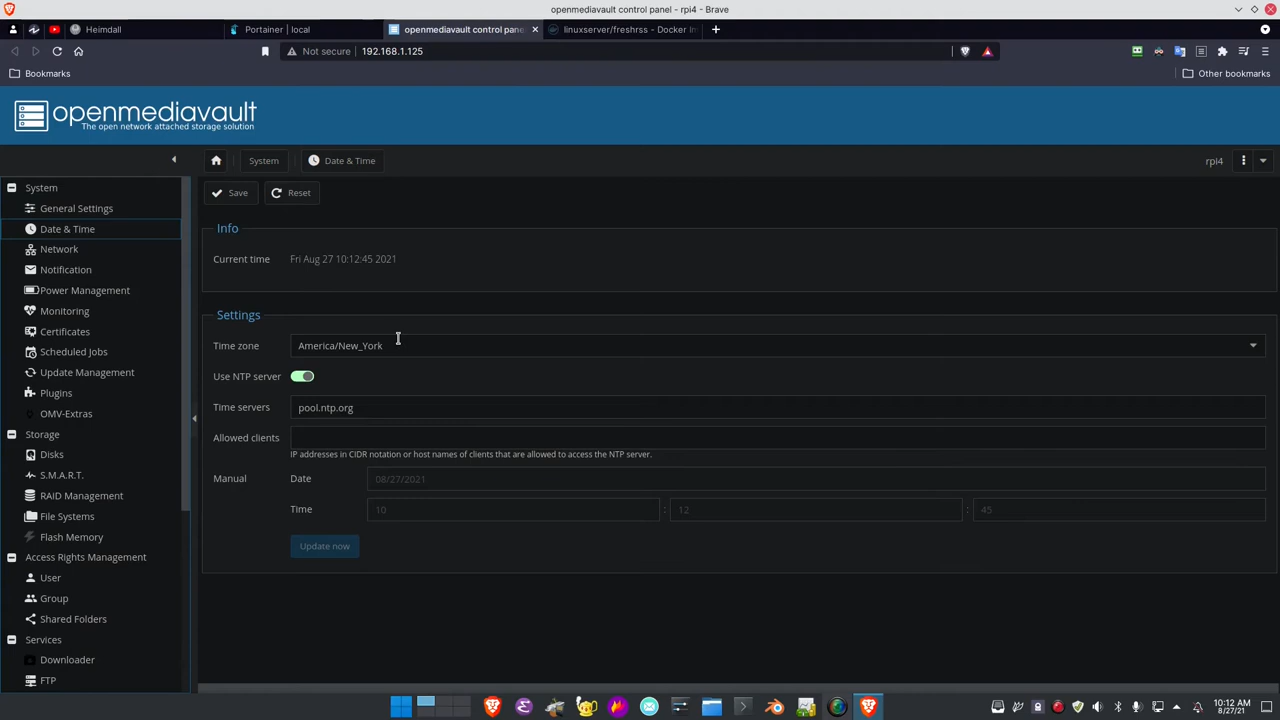 openmediavault control panel - rpi4 - Brave
Heimdall
Portainer | local
openmediavault control pane
linuxserver/freshrss - Docker Im
Not secure
192.168.1.125
Bookmarks
Other bookmarks
openmediavault
The open network attached storage solution
System
Date & Time
rpi4
Save
Reset
System
General Settings
Date & Time
Network
Notification
Power Management
Monitoring
Certificates
Scheduled Jobs
Update Management
Plugins
OMV-Extras
Storage
Disks
S.M.A.R.T.
RAID Management
File Systems
Flash Memory
Access Rights Management
User
Group
Shared Folders
Services
Downloader
FTP
Info
Current time Fri Aug 27 10:12:45 2021
Settings
Time zone America/New_York
Use NTP server
Time servers pool.ntp.org
Allowed clients
IP addresses in CIDR notation or host names of clients that are allowed to access the NTP server.
Manual Date 08/27/2021
Time 10 : 12 : 45
Update now
10:12 AM
8/27/21